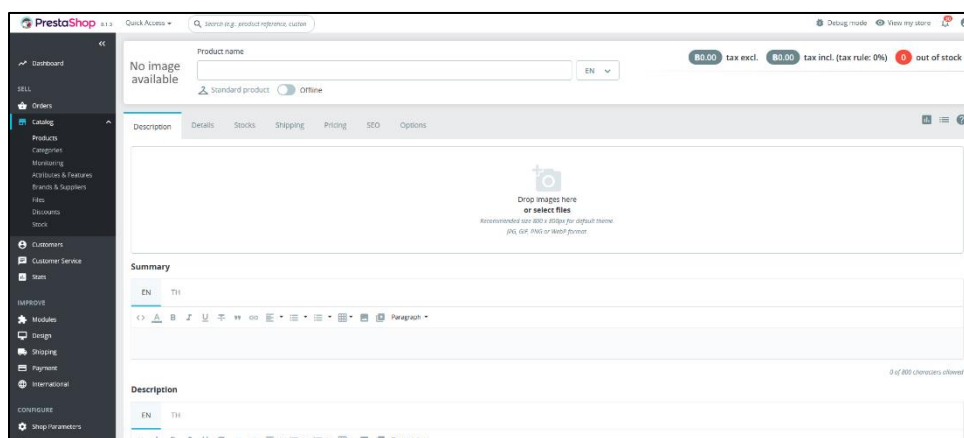 PrestaShop 8.1.3 Quick Access Search (e.g.: product reference, custom Debug mode View my store
Dashboard
SELL
Orders
Catalog
Products
Categories
Monitoring
Attributes & Features
Brands & Suppliers
Files
Discounts
Stock
Customers
Customer Service
Stats
IMPROVE
Modules
Design
Shipping
Payment
International
CONFIGURE
Shop Parameters
No image
available
Product name
EN
Standard product Offline
฿0.00 tax excl. ฿0.00 tax incl. (tax rule: 0%) 0 out of stock
Description Details Stocks Shipping Pricing SEO Options
Drop images here
or select files
Recommended size 800 x 800px for default theme.
JPG, GIF, PNG or WebP format.
Summary
EN TH
Paragraph
0 of 800 characters allowed
Description
EN TH